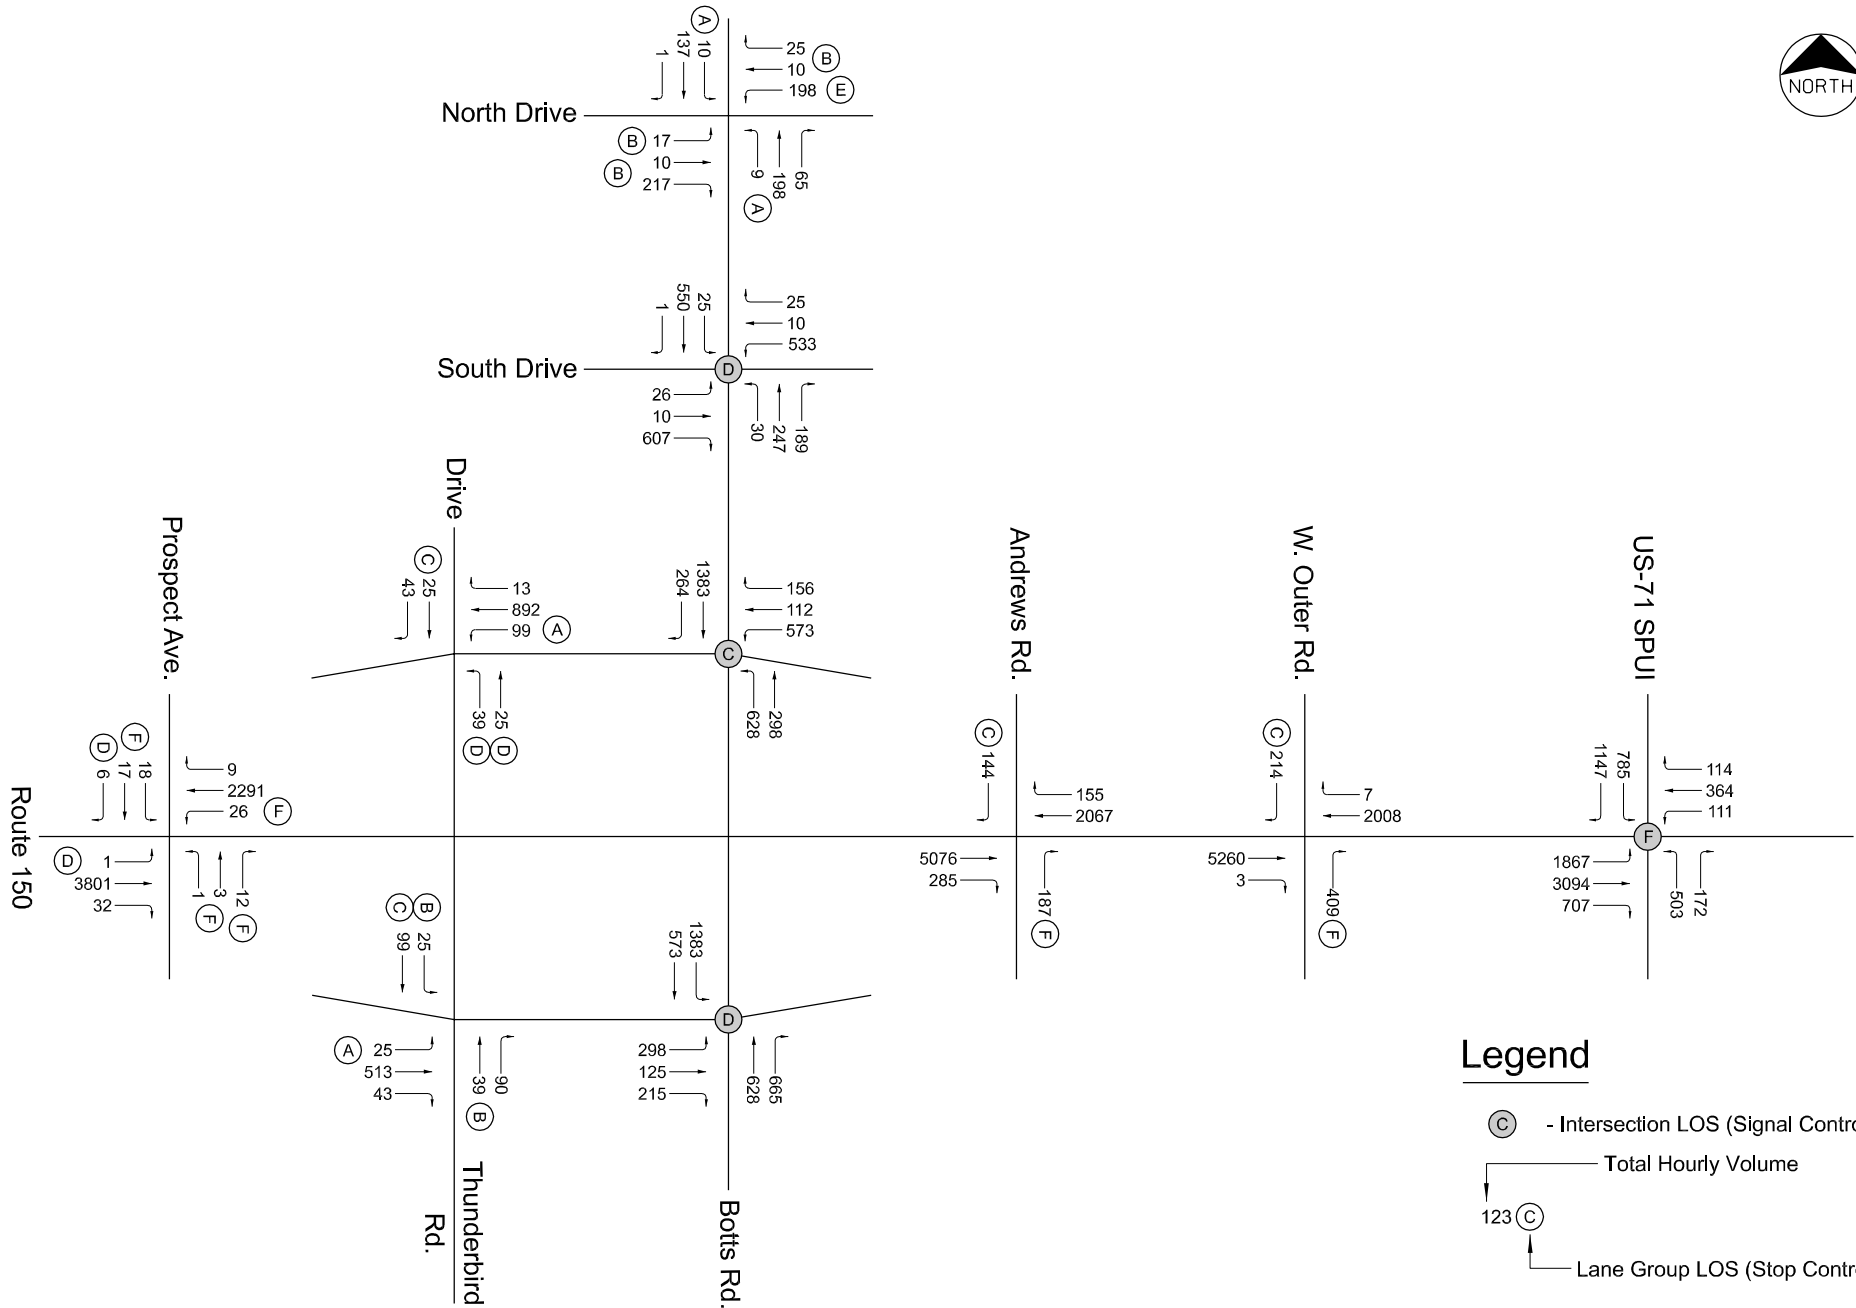 NORTH
A
10
137
1
25
10 B
198 E
North Drive
B 17
10
B
217
9
198
65
A
25
550
1
25
10
533
South Drive
D
26
10
607
30
247
189
Drive
C
25
43
13
892
99 A
39
25
D
D
1383
264
156
112
573
C
628
298
Prospect Ave.
F
D
18
17
6
9
2291
26 F
Route 150
D 1
3801
32
1
3
12
F
F
B
C
25
99
A 25
513
43
39
90
B
Thunderbird
Rd.
1383
573
D
298
125
215
628
665
Botts Rd.
Andrews Rd.
C
144
155
2067
5076
285
187
F
W. Outer Rd.
C
214
7
2008
5260
3
409
F
US-71 SPUI
785
1147
114
364
111
F
1867
3094
707
503
172
Legend
C - Intersection LOS (Signal Contro
Total Hourly Volume
123 C
Lane Group LOS (Stop Contro